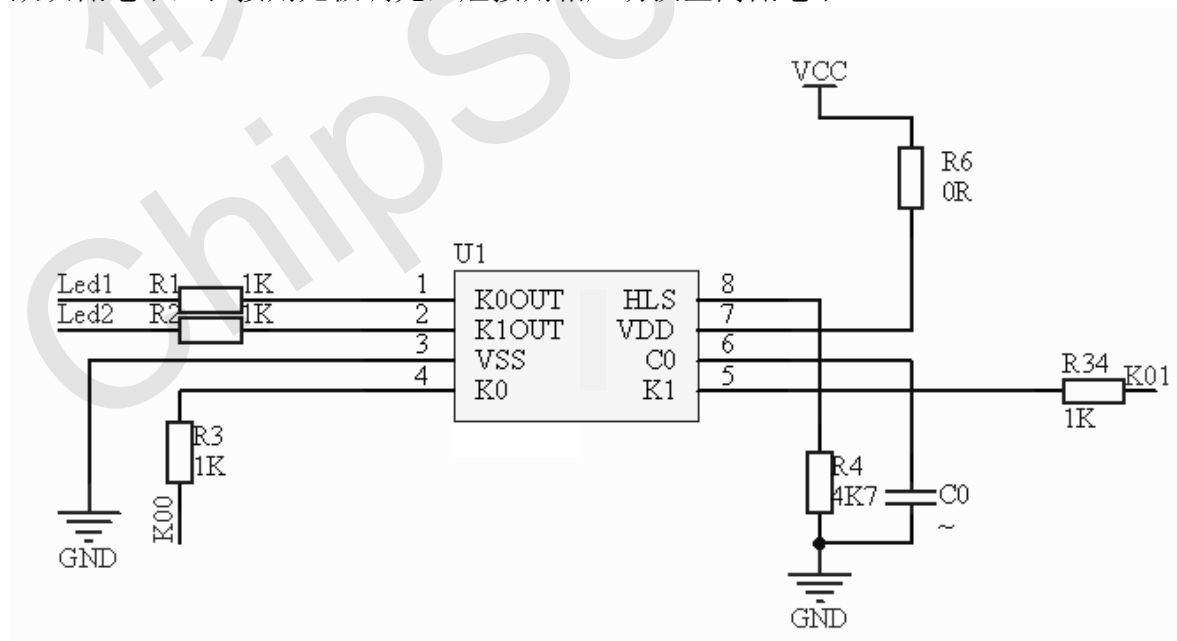 VCC
R6
0R
U1
Led1 R1 1K 1 K0OUT HLS 8
Led2 R2 1K 2 K1OUT VDD 7
3 VSS C0 6
4 K0 K1 5
R34 K01
1K
R3
1K
K00
GND
R4
4K7
C0
~
GND
ChipSo